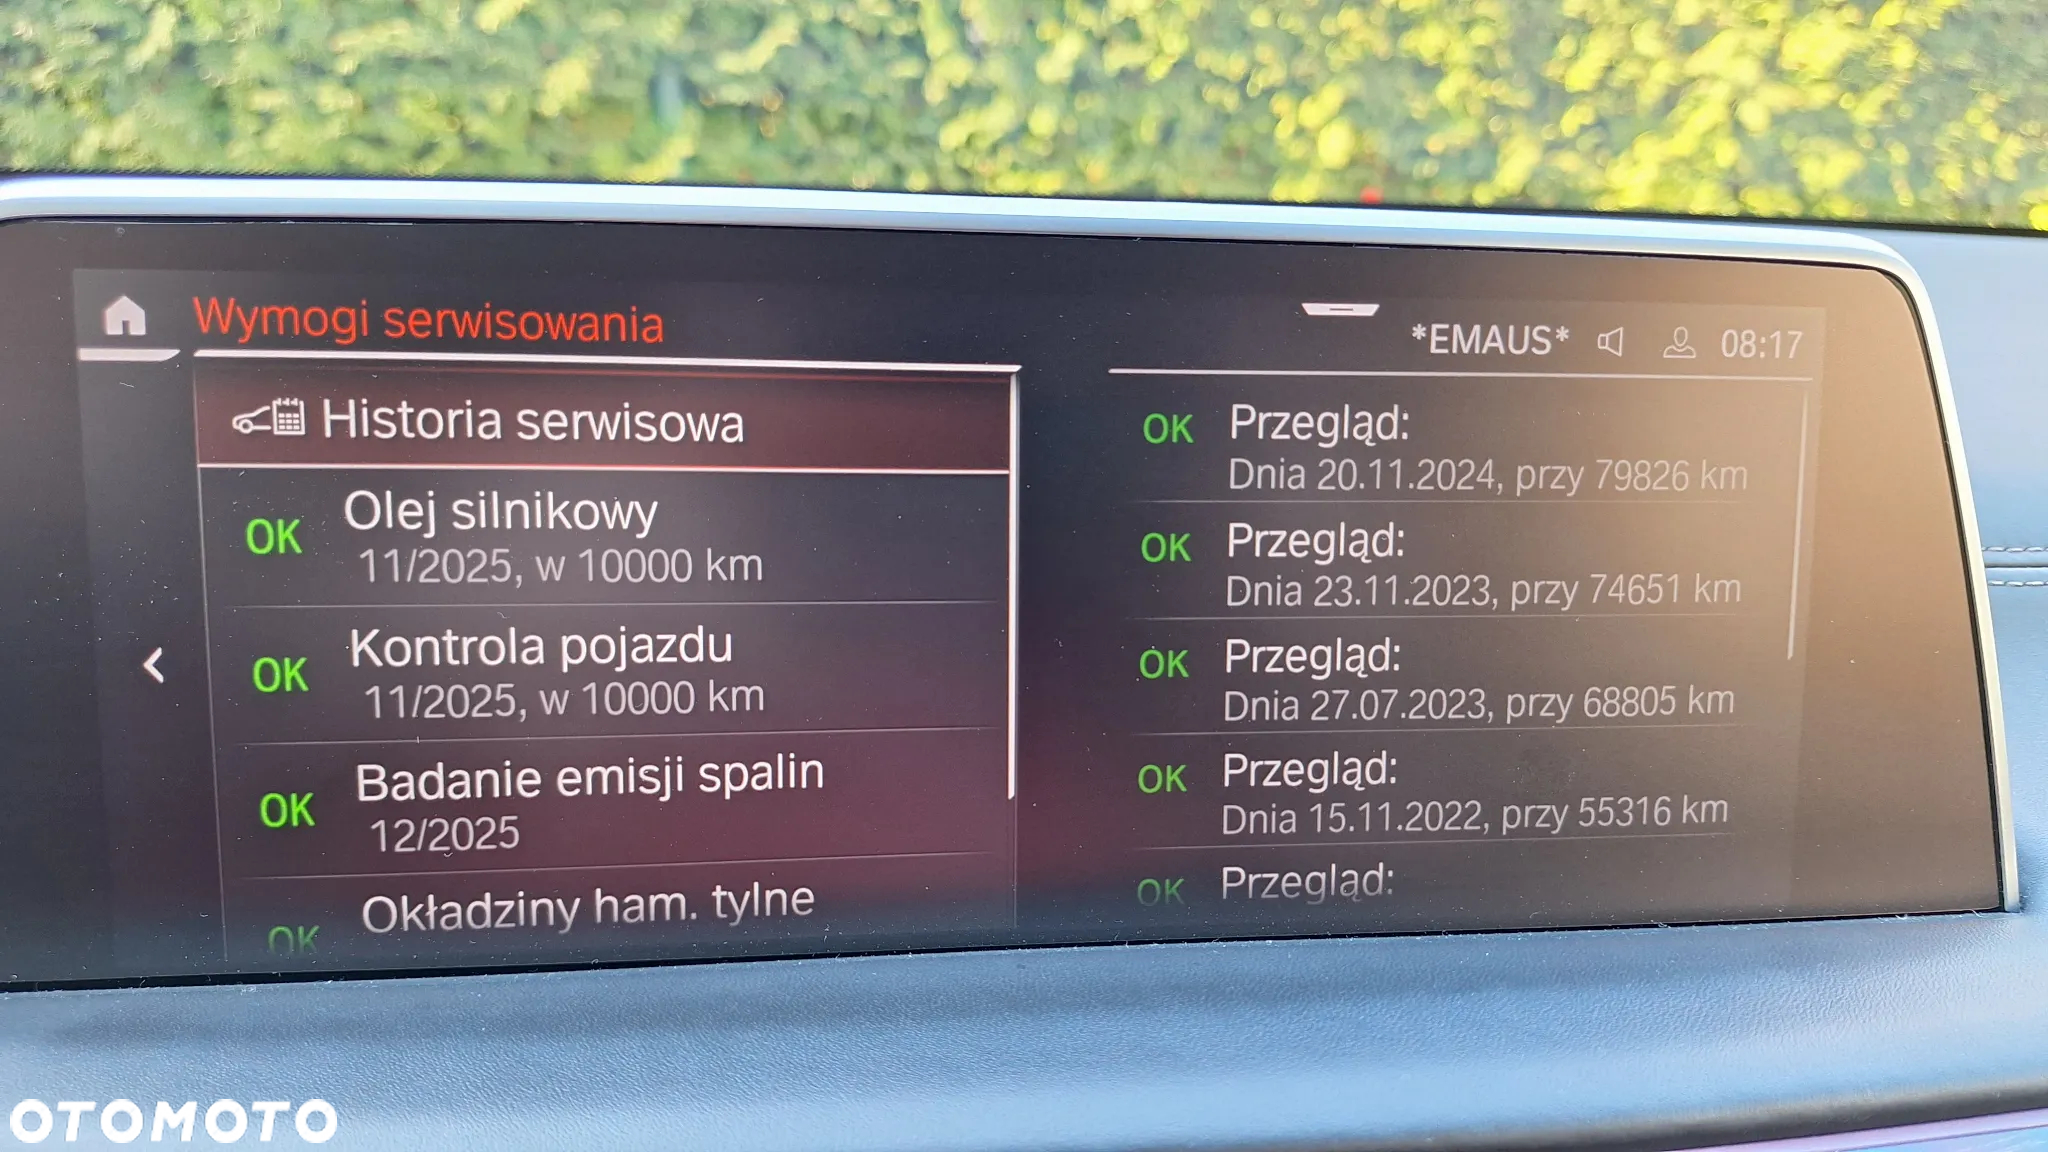 Wymogi serwisowania
*EMAUS* 08:17
Historia serwisowa
OK Olej silnikowy
11/2025, w 10000 km
OK Kontrola pojazdu
11/2025, w 10000 km
OK Badanie emisji spalin
12/2025
OK Okładziny ham. tylne
OK Przegląd:
Dnia 20.11.2024, przy 79826 km
OK Przegląd:
Dnia 23.11.2023, przy 74651 km
OK Przegląd:
Dnia 27.07.2023, przy 68805 km
OK Przegląd:
Dnia 15.11.2022, przy 55316 km
OK Przegląd:
OTOMOTO